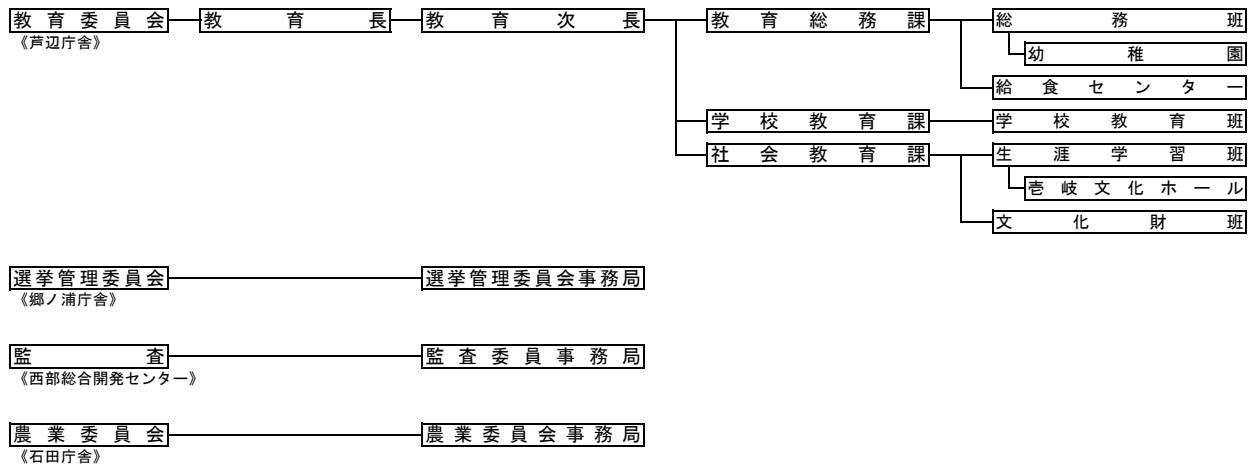 教育委員会 教育長 教育次長 教育総務課 総務班
《芦辺庁舎》
幼稚園
給食センター
学校教育課 学校教育班
社会教育課 生涯学習班
壱岐文化ホール
文化財班
選挙管理委員会 選挙管理委員会事務局
《郷ノ浦庁舎》
監査 監査委員事務局
《西部総合開発センター》
農業委員会 農業委員会事務局
《石田庁舎》